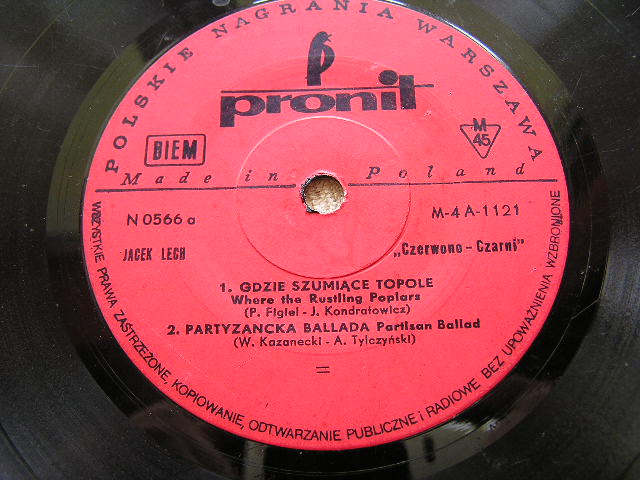 POLSKIE NAGRANIA WARSZAWA
pronit
BIEM
M
45
Made in Poland
N 0566 a
M-4 A-1121
JACEK LECH
„Czerwono - Czarni"
1. GDZIE SZUMIĄCE TOPOLE
Where the Rustling Poplars
(P. Figiel - J. Kondratowicz)
2. PARTYZANCKA BALLADA Partisan Ballad
(W. Kazanecki - A. Tylczyński)
=
WSZYSTKIE PRAWA ZASTRZEŻONE, KOPIOWANIE, ODTWARZANIE PUBLICZNE i RADIOWE BEZ UPOWAŻNIENIA WZBRONIONE